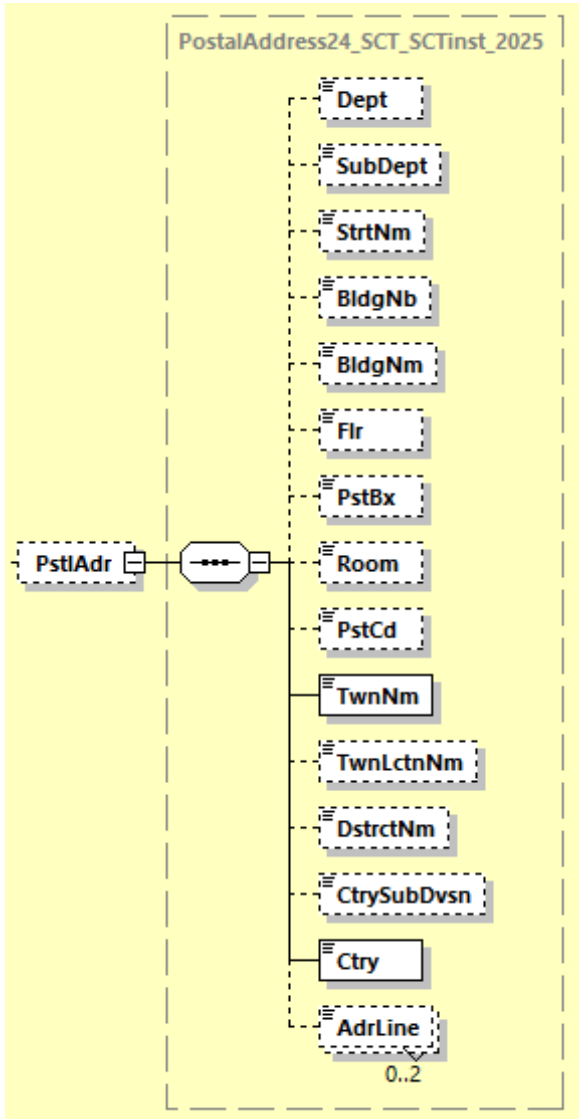 PostalAddress24_SCT_SCTinst_2025
Dept
SubDept
StrtNm
BldgNb
BldgNm
Flr
PstBx
PstlAdr
Room
PstCd
TwnNm
TwnLctnNm
DstrctNm
CtrySubDvsn
Ctry
AdrLine
0..2